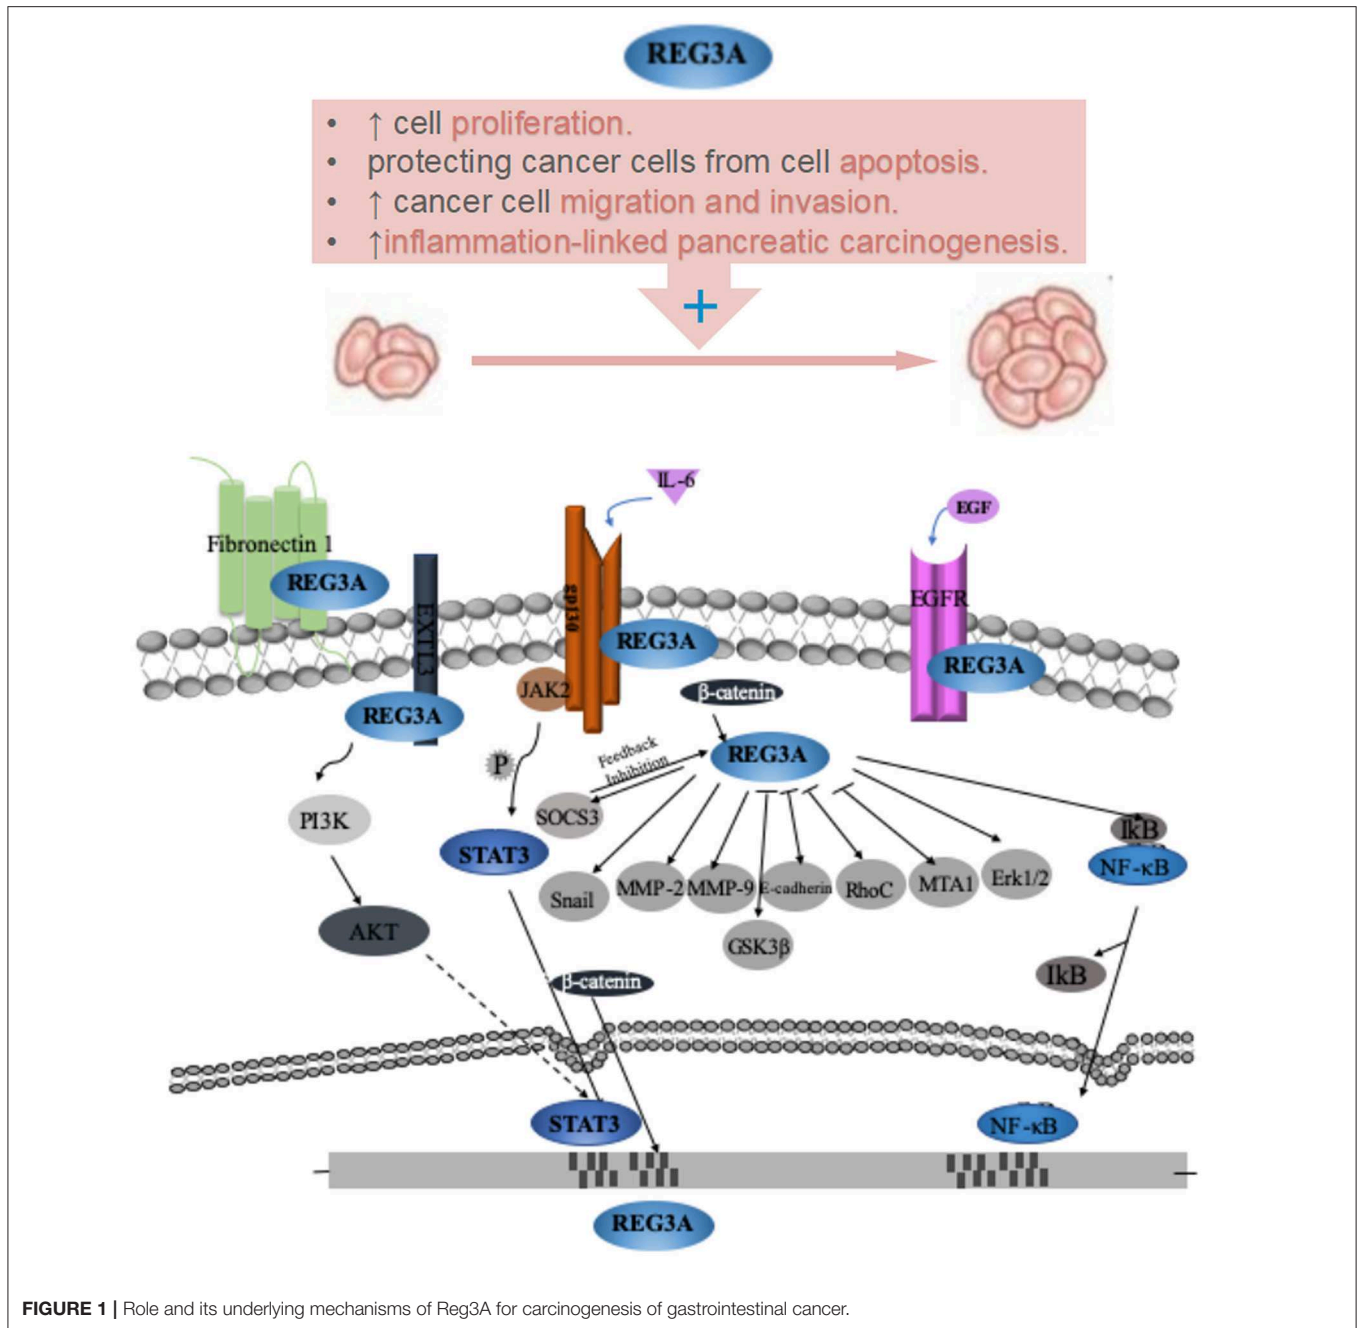 REG3A
• ↑ cell proliferation.
• protecting cancer cells from cell apoptosis.
• ↑ cancer cell migration and invasion.
• ↑inflammation-linked pancreatic carcinogenesis.
+
IL-6
EGF
Fibronectin 1
REG3A
EXTL3
gp130
REG3A
EGFR
REG3A
JAK2
β-catenin
REG3A
P
Feedback
Inhibition
REG3A
PI3K
SOCS3
IkB
STAT3
NF-κB
Snail
MMP-2
MMP-9
E-cadherin
RhoC
MTA1
Erk1/2
AKT
GSK3β
β-catenin
IkB
STAT3
NF-κB
REG3A
FIGURE 1 | Role and its underlying mechanisms of Reg3A for carcinogenesis of gastrointestinal cancer.